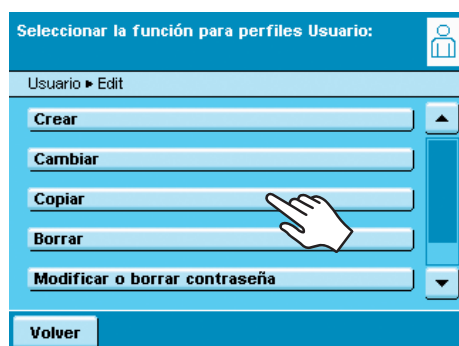 Seleccionar la función para perfiles Usuario:
Usuario ▸ Edit
Crear
Cambiar
Copiar
Borrar
Modificar o borrar contraseña
Volver